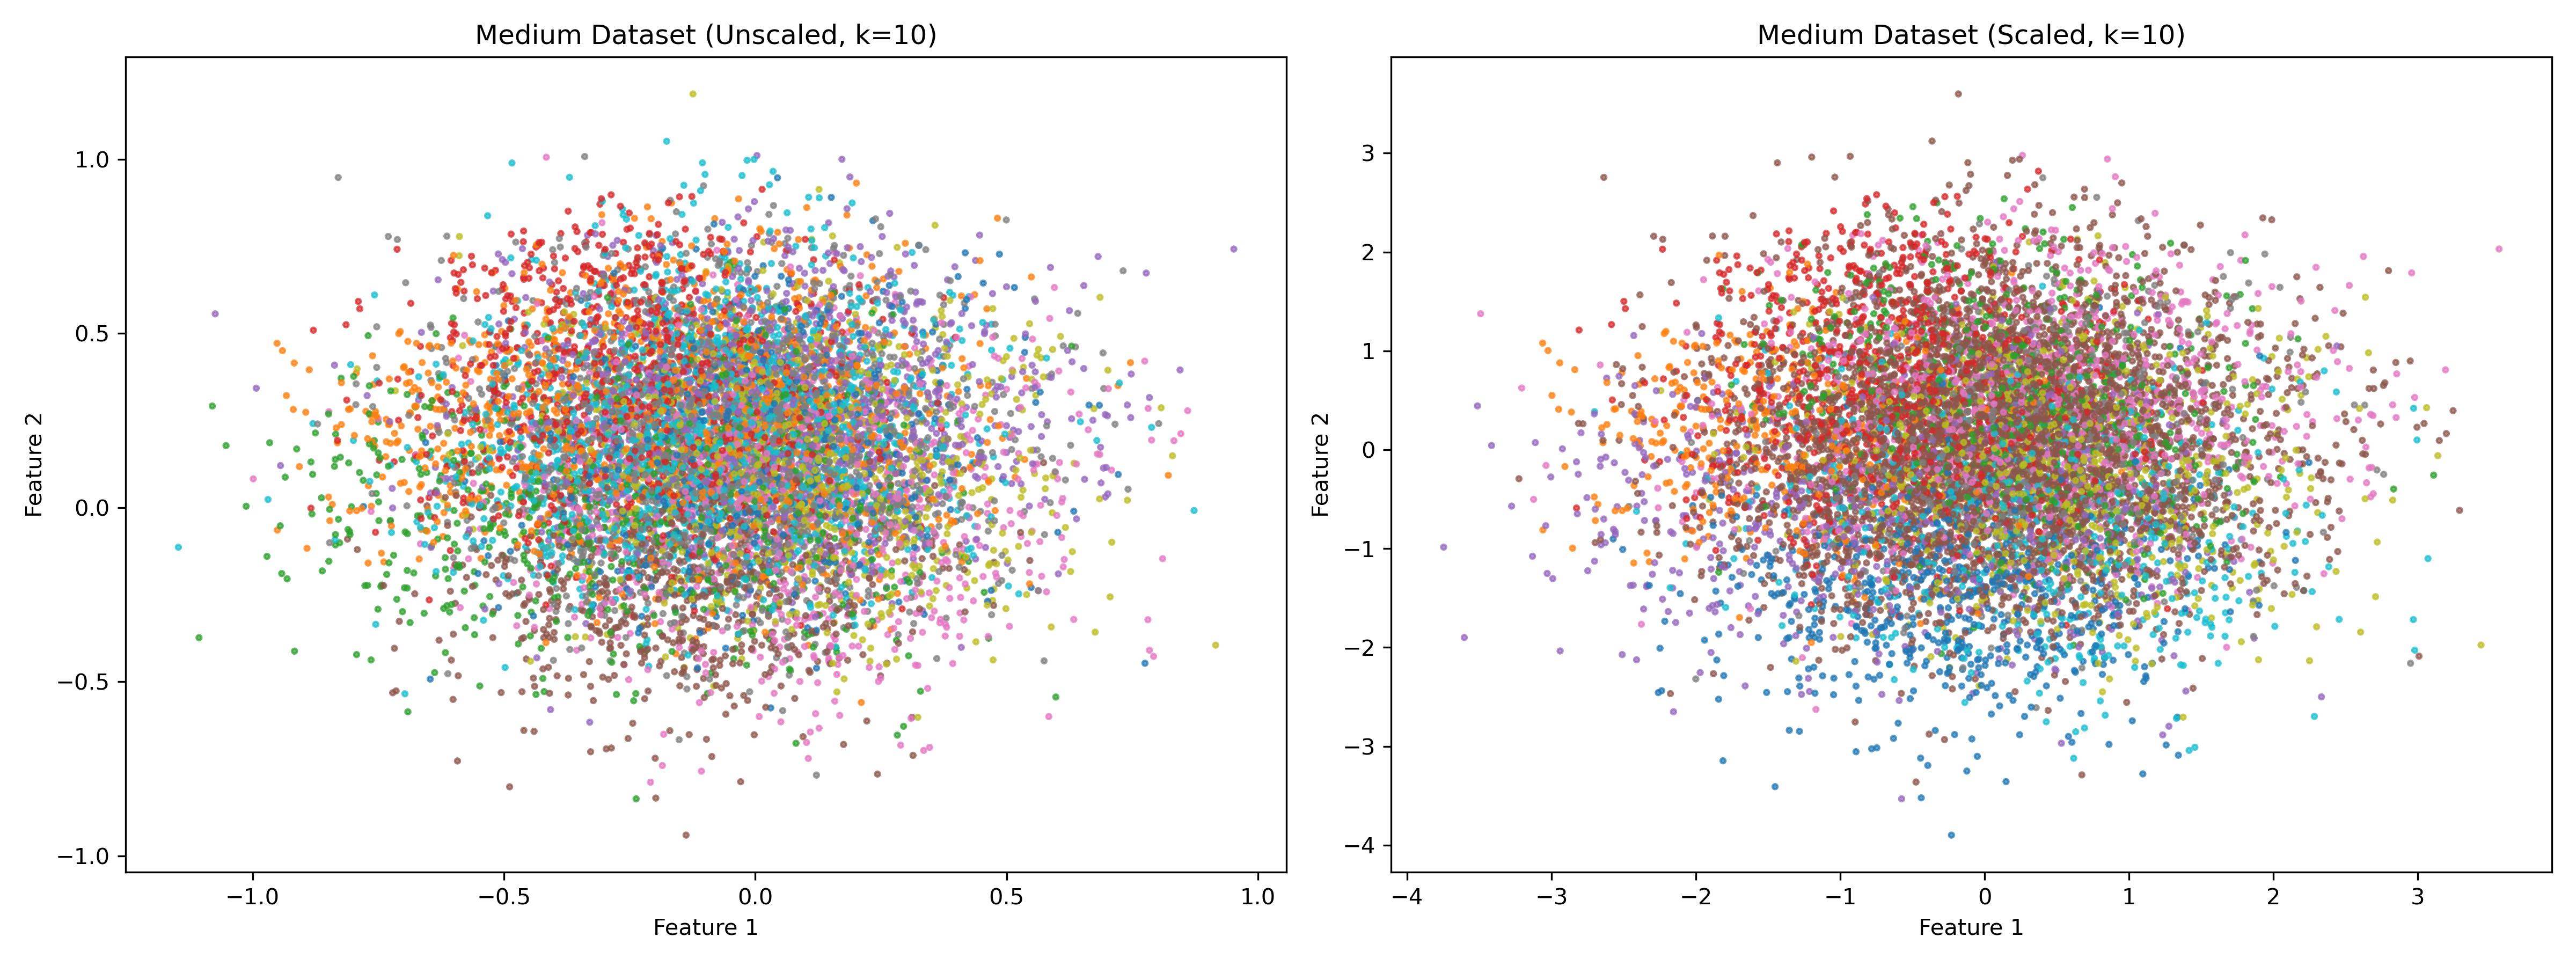 Medium Dataset (Unscaled, k=10)
1.0
0.5
0.0
−0.5
−1.0
Feature 2
−1.0 −0.5 0.0 0.5 1.0
Feature 1
Medium Dataset (Scaled, k=10)
3
2
1
0
−1
−2
−3
−4
Feature 2
−4 −3 −2 −1 0 1 2 3
Feature 1